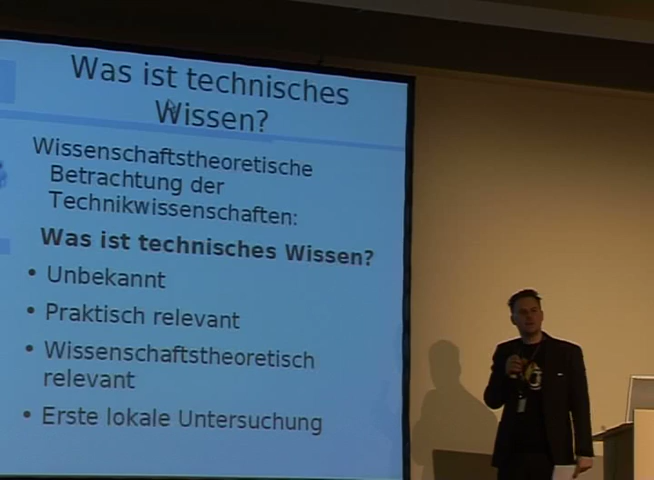 Was ist technisches
Wissen?
Wissenschaftstheoretische
Betrachtung der
Technikwissenschaften:
Was ist technisches Wissen?
• Unbekannt
• Praktisch relevant
• Wissenschaftstheoretisch
relevant
• Erste lokale Untersuchung